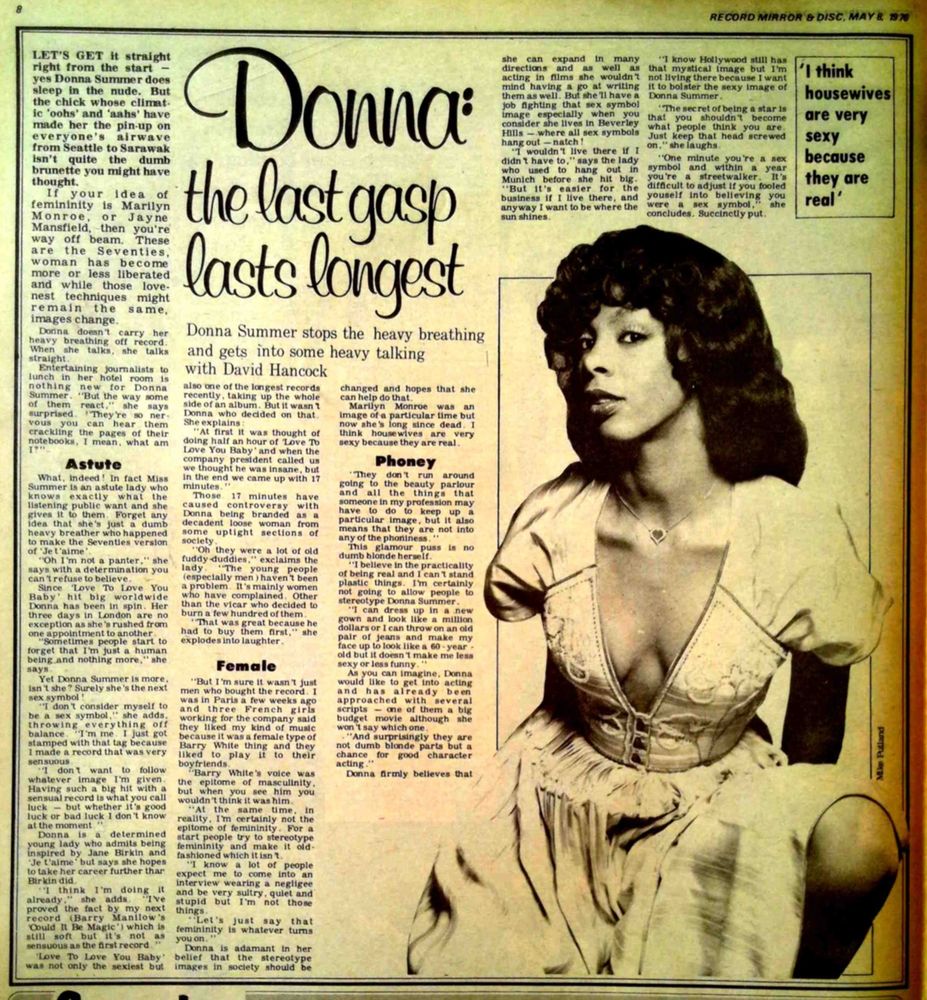 8
RECORD MIRROR & DISC, MAY 8, 1976
Donna:
the last gasp
lasts longest
Donna Summer stops the heavy breathing
and gets into some heavy talking
with David Hancock
LET'S GET it straight
right from the start —
yes Donna Summer does
sleep in the nude. But
the chick whose climat-
ic 'oohs' and 'aahs' have
made her the pin-up on
everyone's airwave
from Seattle to Sarawak
isn't quite the dumb
brunette you might have
thought.
If your idea of
femininity is Marilyn
Monroe, or Jayne
Mansfield, then you're
way off beam. These
are the Seventies,
woman has become
more or less liberated
and while those love-
nest techniques might
remain the same,
images change.
Donna doesn't carry her
heavy breathing off record.
When she talks, she talks
straight.
Entertaining journalists to
lunch in her hotel room is
nothing new for Donna
Summer. "But the way some
of them react," she says
surprised. "They're so ner-
vous you can hear them
crackling the pages of their
notebooks, I mean, what am
I?".
Astute
What, indeed! In fact Miss
Summer is an astute lady who
knows exactly what the
listening public want and she
gives it to them. Forget any
idea that she's just a dumb
heavy breather who happened
to make the Seventies version
of 'Je t'aime'.
"Oh I'm not a panter," she
says with a determination you
can't refuse to believe.
Since 'Love To Love You
Baby' hit big worldwide
Donna has been in spin. Her
three days in London are no
exception as she's rushed from
one appointment to another.
"Sometimes people start to
forget that I'm just a human
being and nothing more," she
says.
Yet Donna Summer is more,
isn't she? Surely she's the next
sex symbol!
"I don't consider myself to
be a sex symbol," she adds,
throwing everything off
balance. "I'm me. I just got
stamped with that tag because
I made a record that was very
sensuous.
"I don't want to follow
whatever image I'm given.
Having such a big hit with a
sensual record is what you call
luck — but whether it's good
luck or bad luck I don't know
at the moment."
Donna is a determined
young lady who admits being
inspired by Jane Birkin and
'Je t'aime' but says she hopes
to take her career further than
Birkin did.
"I think I'm doing it
already," she adds. "I've
proved the fact by my next
record (Barry Manilow's
'Could It Be Magic') which is
still soft but it's not as
sensuous as the first record."
'Love To Love You Baby'
was not only the sexiest but
also one of the longest records
recently, taking up the whole
side of an album. But it wasn't
Donna who decided on that.
She explains:
"At first it was thought of
doing half an hour of 'Love To
Love You Baby' and when the
company president called us
we thought he was insane, but
in the end we came up with 17
minutes."
Those 17 minutes have
caused controversy with
Donna being branded as a
decadent loose woman from
some uptight sections of
society.
"Oh they were a lot of old
fuddy-duddies," exclaims the
lady. "The young people
(especially men) haven't been
a problem. It's mainly women
who have complained. Other
than the vicar who decided to
burn a few hundred of them.
"That was great because he
had to buy them first," she
explodes into laughter.
Female
"But I'm sure it wasn't just
men who bought the record. I
was in Paris a few weeks ago
and three French girls
working for the company said
they liked my kind of music
because it was a female type of
Barry White thing and they
liked to play it to their
boyfriends.
"Barry White's voice was
the epitome of masculinity,
but when you see him you
wouldn't think it was him.
"At the same time, in
reality, I'm certainly not the
epitome of femininity. For a
start people try to stereotype
femininity and make it old-
fashioned which it isn't.
"I know a lot of people
expect me to come into an
interview wearing a negligee
and be very sultry, quiet and
stupid but I'm not those
things.
"Let's just say that
femininity is whatever turns
you on."
Donna is adamant in her
belief that the stereotype
images in society should be
changed and hopes that she
can help do that.
Marilyn Monroe was an
image of a particular time but
now she's long since dead. I
think housewives are very
sexy because they are real.
Phoney
"They don't run around
going to the beauty parlour
and all the things that
someone in my profession may
have to do to keep up a
particular image, but it also
means that they are not into
any of the phoniness."
This glamour puss is no
dumb blonde herself.
"I believe in the practicality
of being real and I can't stand
plastic things. I'm certainly
not going to allow people to
stereotype Donna Summer.
"I can dress up in a new
gown and look like a million
dollars or I can throw on an old
pair of jeans and make my
face up to look like a 60-year-
old but it doesn't make me less
sexy or less funny."
As you can imagine, Donna
would like to get into acting
and has already been
approached with several
scripts — one of them a big
budget movie although she
won't say which one.
"And surprisingly they are
not dumb blonde parts but a
chance for good character
acting."
Donna firmly believes that
she can expand in many
directions and as well as
acting in films she wouldn't
mind having a go at writing
them as well. But she'll have a
job fighting that sex symbol
image especially when you
consider she lives in Beverley
Hills — where all sex symbols
hang out — natch!
"I wouldn't live there if I
didn't have to," says the lady
who used to hang out in
Munich before she hit big.
"But it's easier for the
business if I live there, and
anyway I want to be where the
sun shines.
"I know Hollywood still has
that mystical image but I'm
not living there because I want
it to bolster the sexy image of
Donna Summer.
"The secret of being a star is
that you shouldn't become
what people think you are.
Just keep that head screwed
on," she laughs.
"One minute you're a sex
symbol and within a year
you're a streetwalker. It's
difficult to adjust if you fooled
youself into believing you
were a sex symbol," she
concludes. Succinctly put.
'I think
housewives
are very
sexy
because
they are
real'
Mike Putland